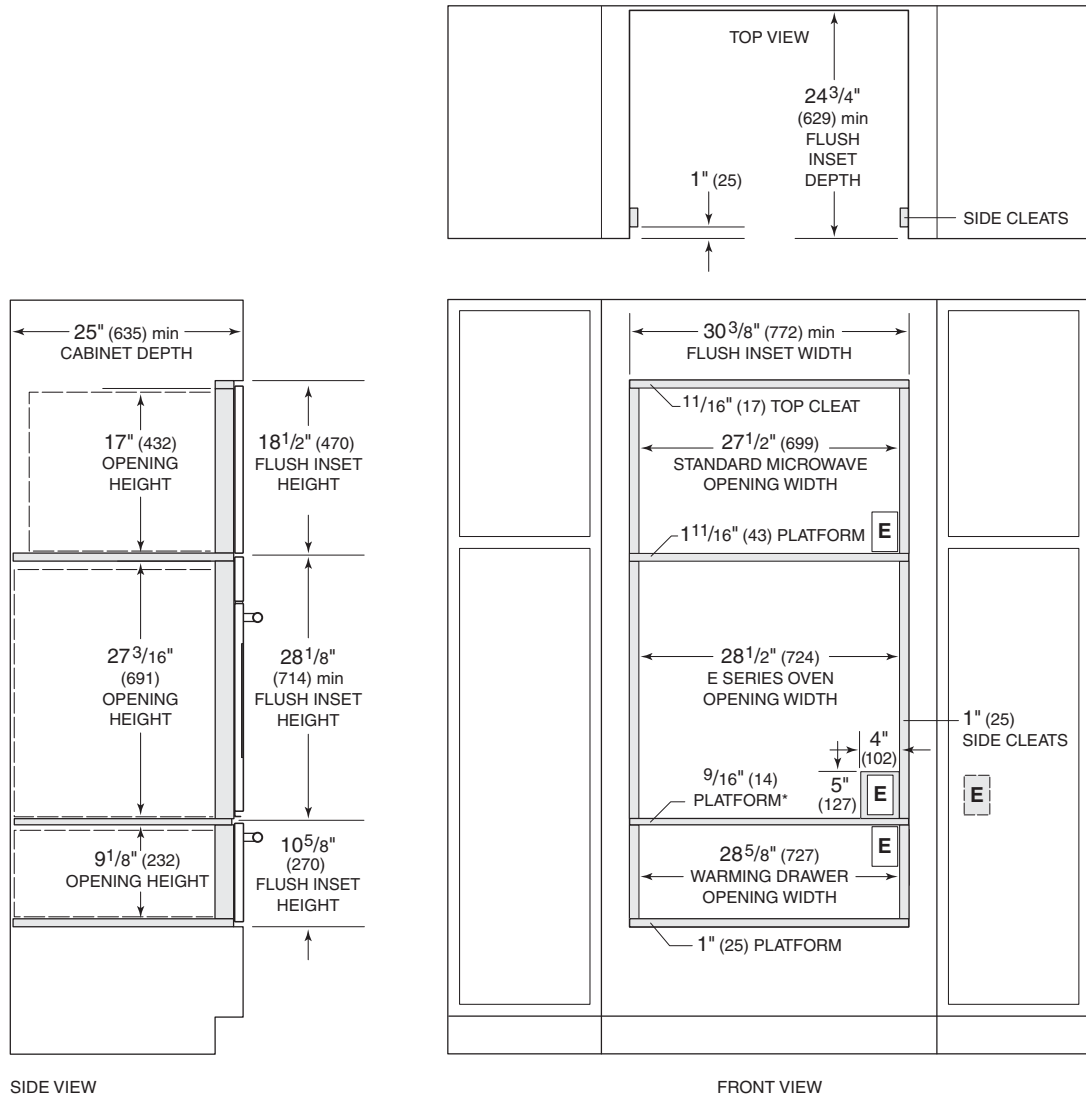 TOP VIEW
24 3/4"
(629) min
FLUSH
INSET
DEPTH
1" (25)
SIDE CLEATS
25" (635) min
CABINET DEPTH
17" (432)
OPENING
HEIGHT
18 1/2" (470)
FLUSH INSET
HEIGHT
27 3/16"
(691)
OPENING
HEIGHT
28 1/8"
(714) min
FLUSH INSET
HEIGHT
9 1/8" (232)
OPENING HEIGHT
10 5/8"
(270)
FLUSH INSET
HEIGHT
SIDE VIEW
30 3/8" (772) min
FLUSH INSET WIDTH
11/16" (17) TOP CLEAT
27 1/2" (699)
STANDARD MICROWAVE
OPENING WIDTH
E
1 11/16" (43) PLATFORM
28 1/2" (724)
E SERIES OVEN
OPENING WIDTH
1" (25)
SIDE CLEATS
4"
(102)
9/16" (14)
PLATFORM*
5"
(127)
E
E
E
28 5/8" (727)
WARMING DRAWER
OPENING WIDTH
1" (25) PLATFORM
FRONT VIEW